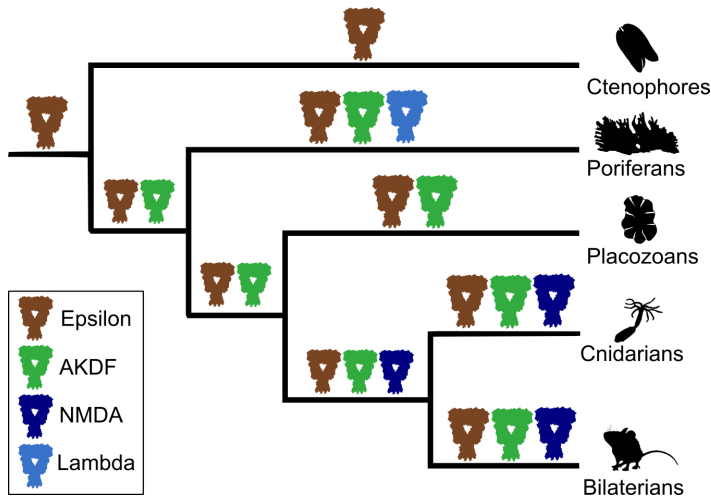 Ctenophores
Poriferans
Placozoans
Cnidarians
Bilaterians
Epsilon
AKDF
NMDA
Lambda